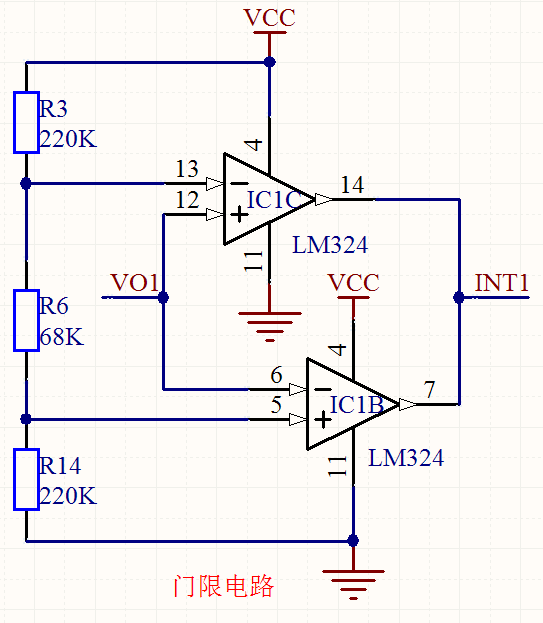 VCC
R3
220K
4
13
14
12
IC1C
LM324
11
VO1
VCC
INT1
R6
68K
4
6
7
5
IC1B
LM324
11
R14
220K
门限电路